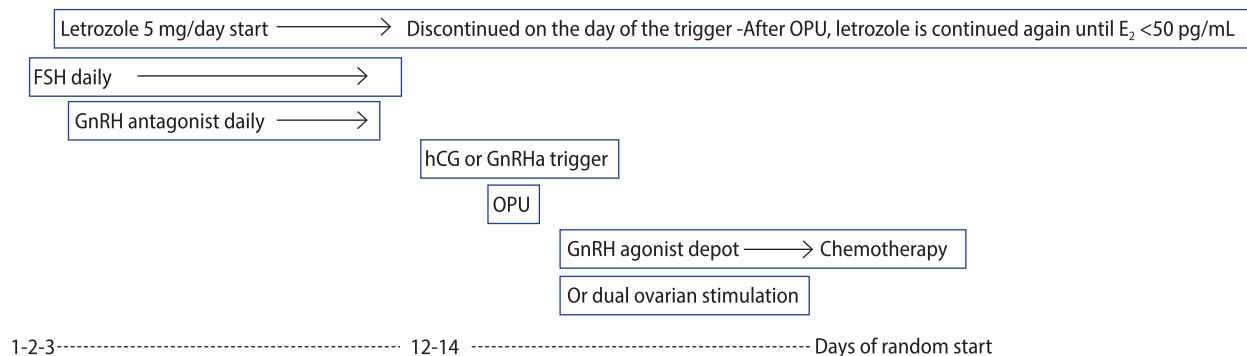 Letrozole 5 mg/day start ⟶ Discontinued on the day of the trigger -After OPU, letrozole is continued again until E₂ <50 pg/mL
FSH daily ⟶
GnRH antagonist daily ⟶
hCG or GnRHa trigger
OPU
GnRH agonist depot ⟶ Chemotherapy
Or dual ovarian stimulation
1-2-3 12-14 Days of random start